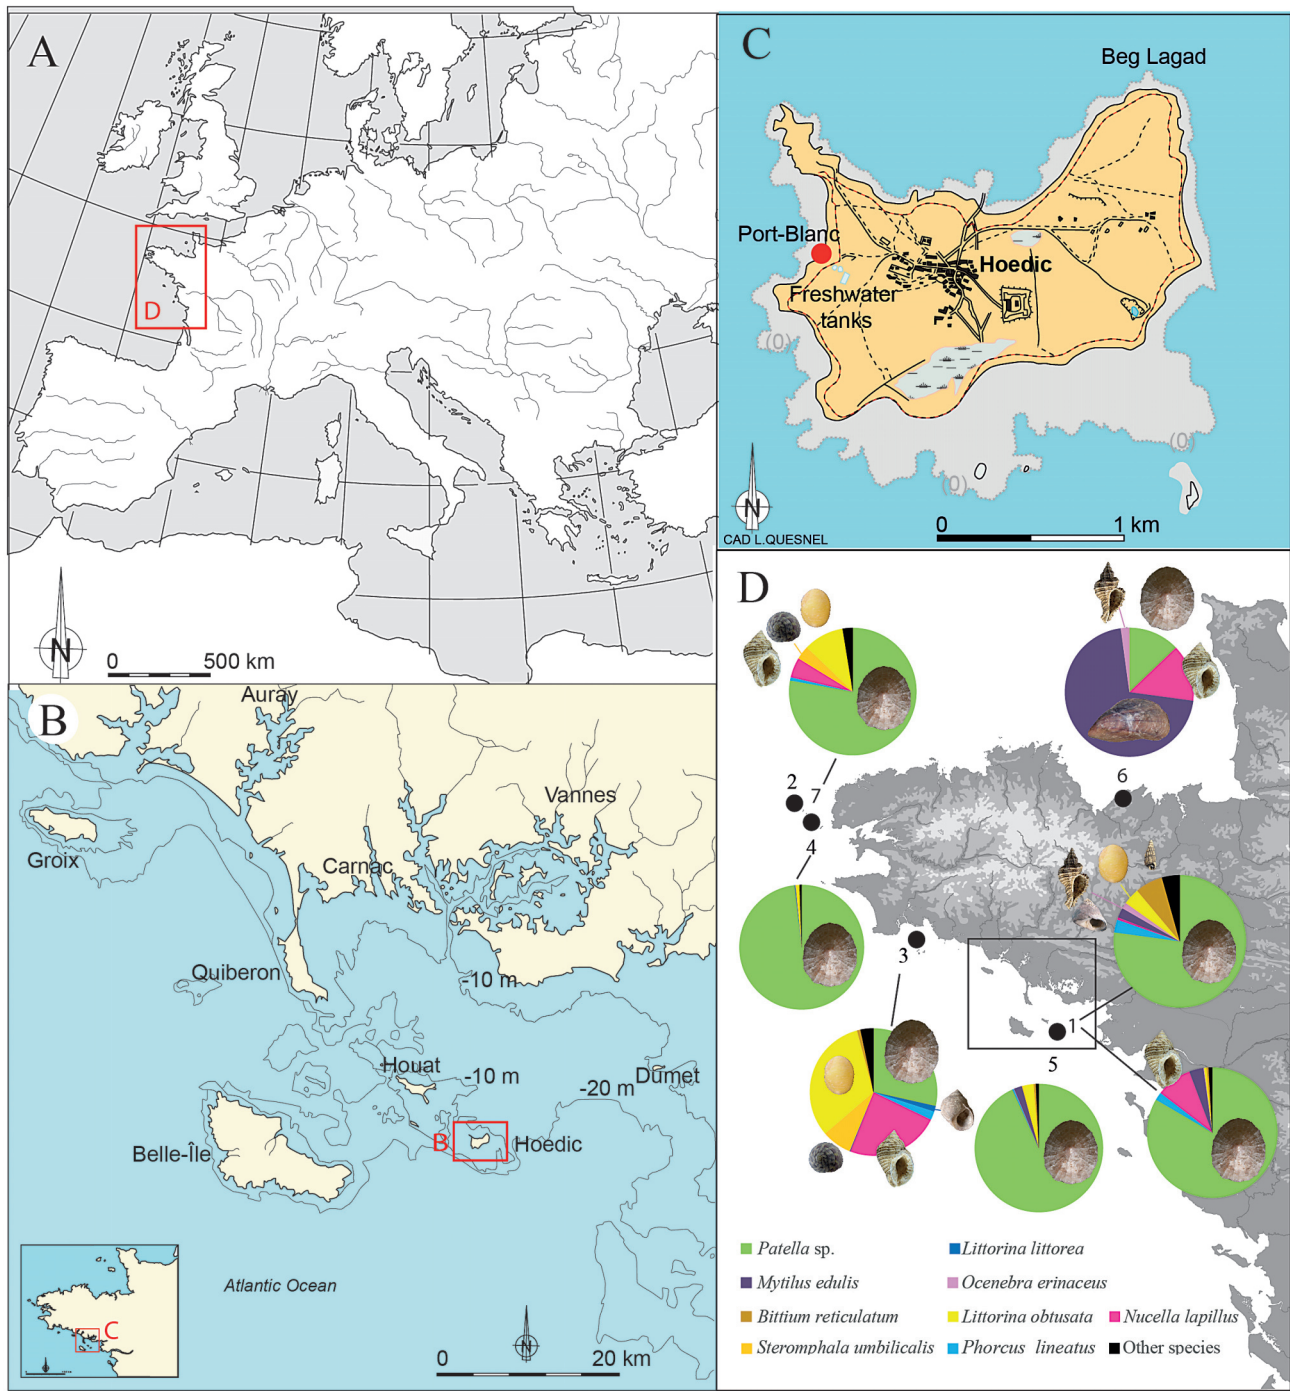 A
D
N
0 500 km
B
Auray
Vannes
Groix
Carnac
Quiberon
-10 m
Houat
-10 m
-20 m
Dumet
B
Hoedic
Belle-Île
Atlantic Ocean
C
N
0 20 km
C
Beg Lagad
Port-Blanc
Hoedic
Freshwater
tanks
(0)
(0)
(0)
N
CAD L.QUESNEL
0 1 km
D
2
7
4
6
3
1
5
Patella sp.
Littorina littorea
Mytilus edulis
Ocenebra erinaceus
Bittium reticulatum
Littorina obtusata
Nucella lapillus
Steromphala umbilicalis
Phorcus lineatus
Other species